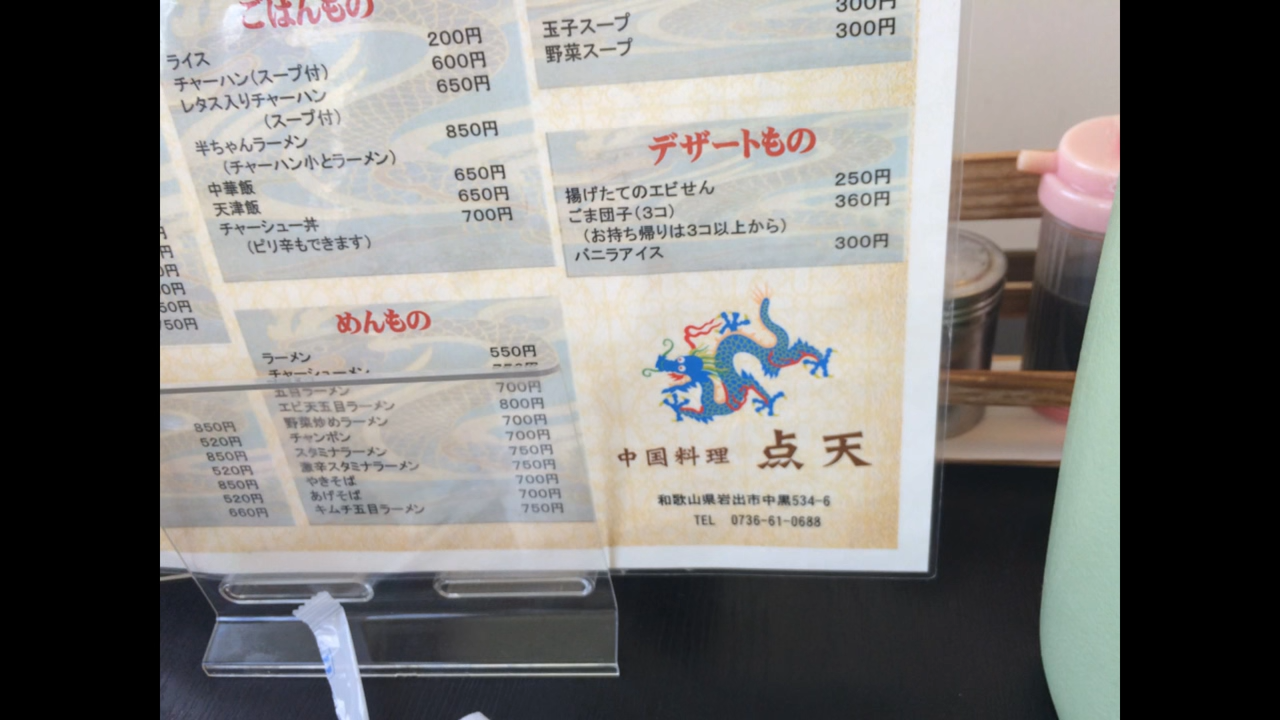 ごはんもの
ライス 200円
チャーハン(スープ付) 600円
レタス入りチャーハン 650円
(スープ付)
半ちゃんラーメン 850円
(チャーハン小とラーメン)
中華飯 650円
天津飯 650円
チャーシュー丼 700円
(ピリ辛もできます)
めんもの
ラーメン 550円
チャーシューメン 750円
五目ラーメン 700円
エビ天五目ラーメン 800円
野菜炒めラーメン 700円
チャンポン 700円
スタミナラーメン 750円
激辛スタミナラーメン 750円
やきそば 700円
あげそば 700円
キムチ五目ラーメン 750円
850円
520円
850円
520円
850円
520円
660円
300円
玉子スープ 300円
野菜スープ
デザートもの
揚げたてのエビせん 250円
ごま団子(3コ) 360円
(お持ち帰りは3コ以上から)
バニラアイス 300円
中国料理 点天
和歌山県岩出市中黒534-6
TEL 0736-61-0688